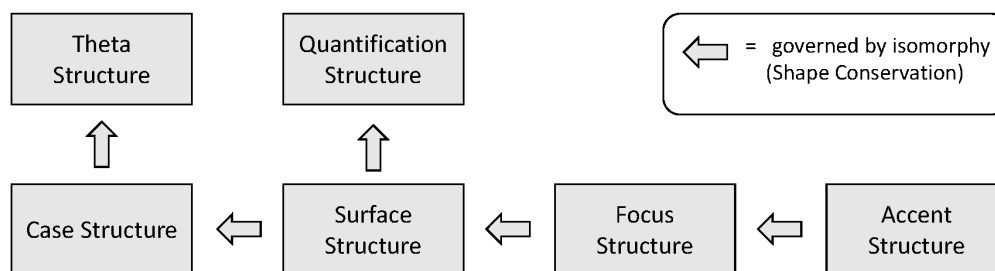 Theta
Structure
Quantification
Structure
= governed by isomorphy
(Shape Conservation)
Case Structure
Surface
Structure
Focus
Structure
Accent
Structure